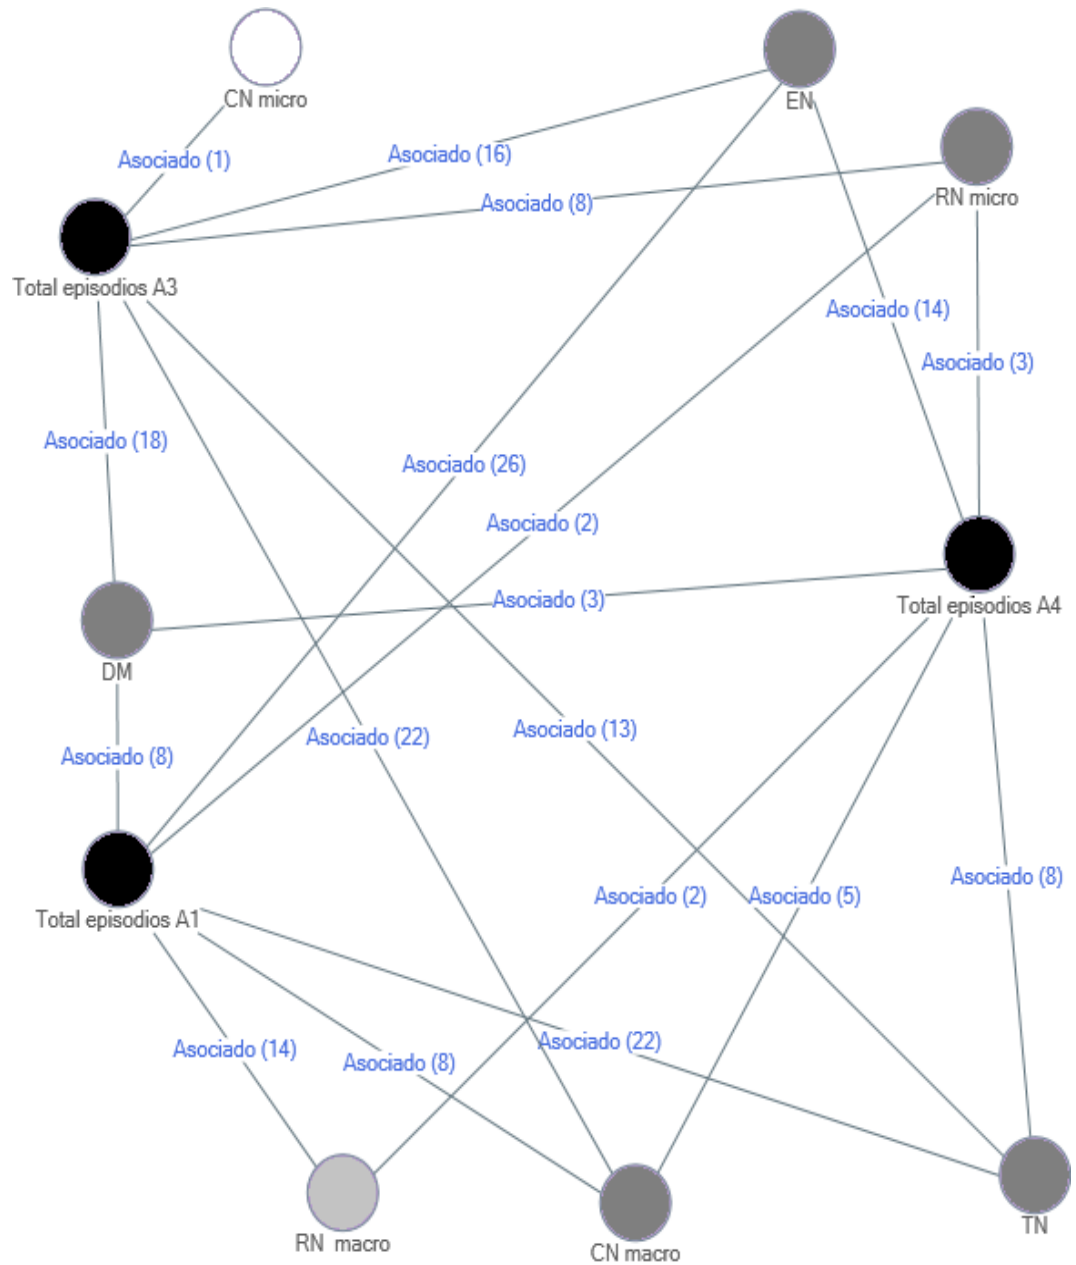 CN micro
EN
Asociado (16)
Asociado (1)
RN micro
Asociado (8)
Total episodios A3
Asociado (14)
Asociado (3)
Asociado (18)
Asociado (26)
Asociado (2)
Asociado (3)
Total episodios A4
DM
Asociado (22)
Asociado (13)
Asociado (8)
Asociado (8)
Asociado (2)
Asociado (5)
Total episodios A1
Asociado (22)
Asociado (14)
Asociado (8)
TN
RN  macro
CN macro